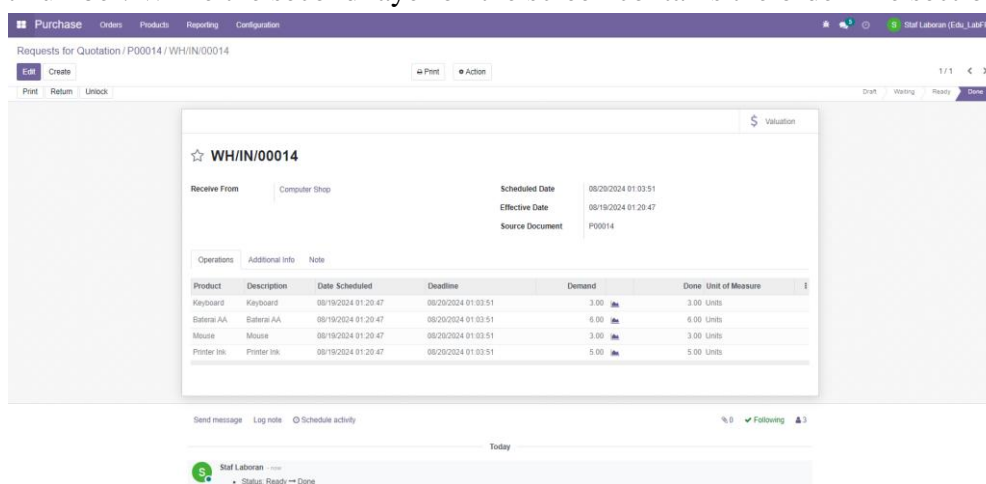 Purchase Orders Products Reporting Configuration 5 S Staf Laboran (Edu_LabFI
Requests for Quotation / P00014 / WH/IN/00014
Edit Create Print Action 1 / 1
Print Return Unlock Draft Waiting Ready Done
$ Valuation
WH/IN/00014
Receive From Computer Shop Scheduled Date 08/20/2024 01:03:51
Effective Date 08/19/2024 01:20:47
Source Document P00014
Operations Additional Info Note
Product Description Date Scheduled Deadline Demand Done Unit of Measure
Keyboard Keyboard 08/19/2024 01:20:47 08/20/2024 01:03:51 3.00 3.00 Units
Baterai AA Baterai AA 08/19/2024 01:20:47 08/20/2024 01:03:51 6.00 6.00 Units
Mouse Mouse 08/19/2024 01:20:47 08/20/2024 01:03:51 3.00 3.00 Units
Printer Ink Printer Ink 08/19/2024 01:20:47 08/20/2024 01:03:51 5.00 5.00 Units
Send message Log note Schedule activity 0 Following 3
Today
S Staf Laboran - now
• Status: Ready → Done